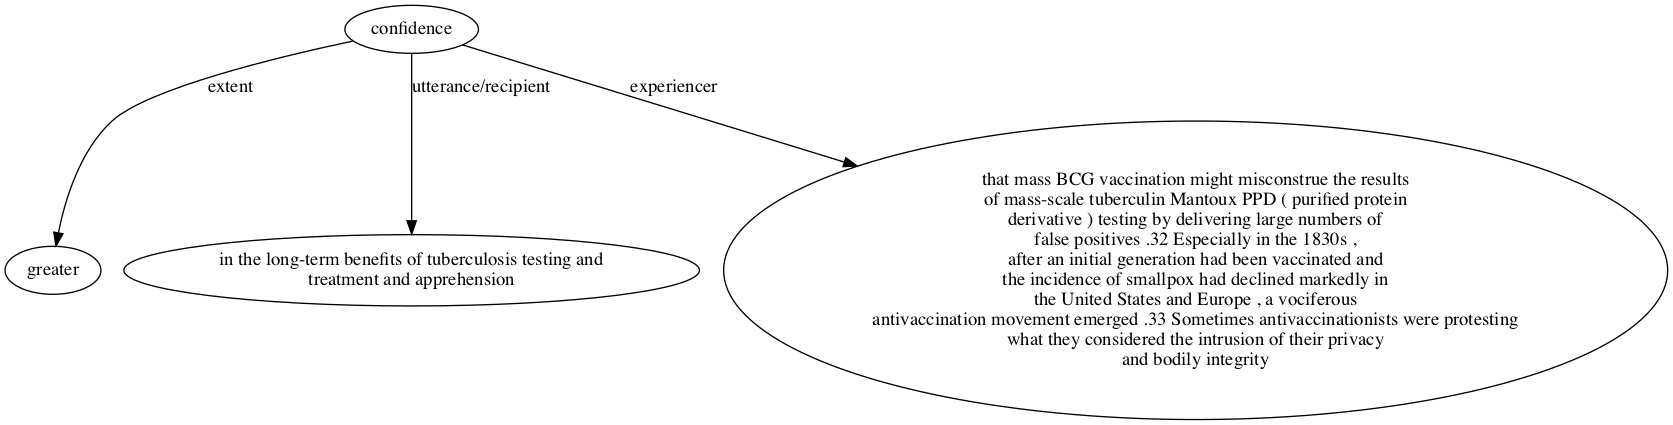 confidence
extent
utterance/recipient
experiencer
greater
in the long-term benefits of tuberculosis testing and
treatment and apprehension
that mass BCG vaccination might misconstrue the results
of mass-scale tuberculin Mantoux PPD ( purified protein
derivative ) testing by delivering large numbers of
false positives .32 Especially in the 1830s ,
after an initial generation had been vaccinated and
the incidence of smallpox had declined markedly in
the United States and Europe , a vociferous
antivaccination movement emerged .33 Sometimes antivaccinationists were protesting
what they considered the intrusion of their privacy
and bodily integrity